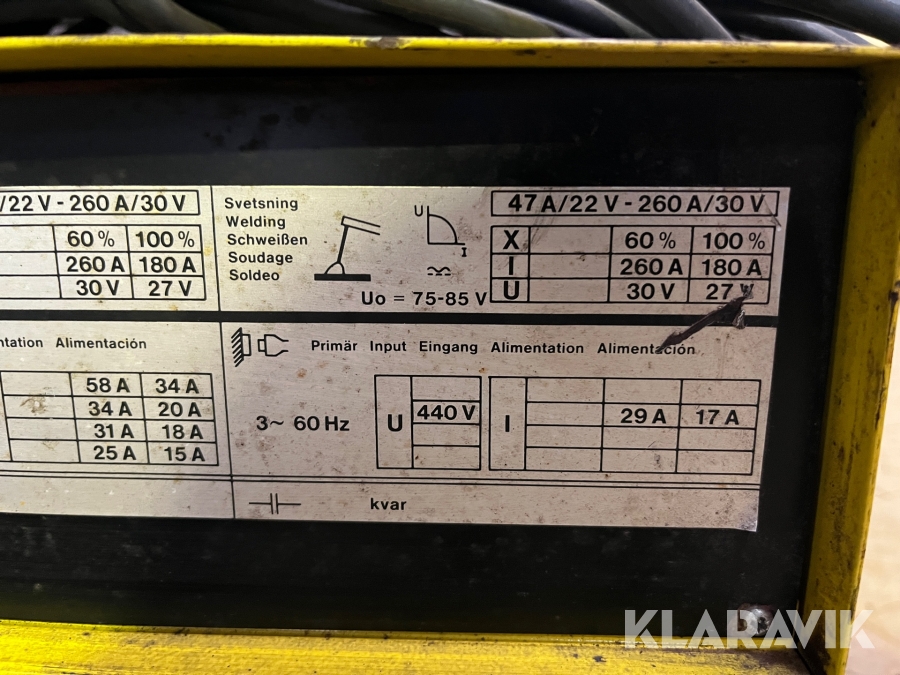 /22 V - 260 A/30 V
60 % 100 %
260 A 180 A
30 V 27 V
Svetsning
Welding
Schweißen
Soudage
Soldeo
U
I
Uo = 75-85 V
47 A/22 V - 260 A/30 V
X 60 % 100 %
I 260 A 180 A
U 30 V 27 V
ntation Alimentación
58 A 34 A
34 A 20 A
31 A 18 A
25 A 15 A
Primär Input Eingang Alimentation Alimentación
3~ 60 Hz U 440 V I 29 A 17 A
kvar
KLARAVIK